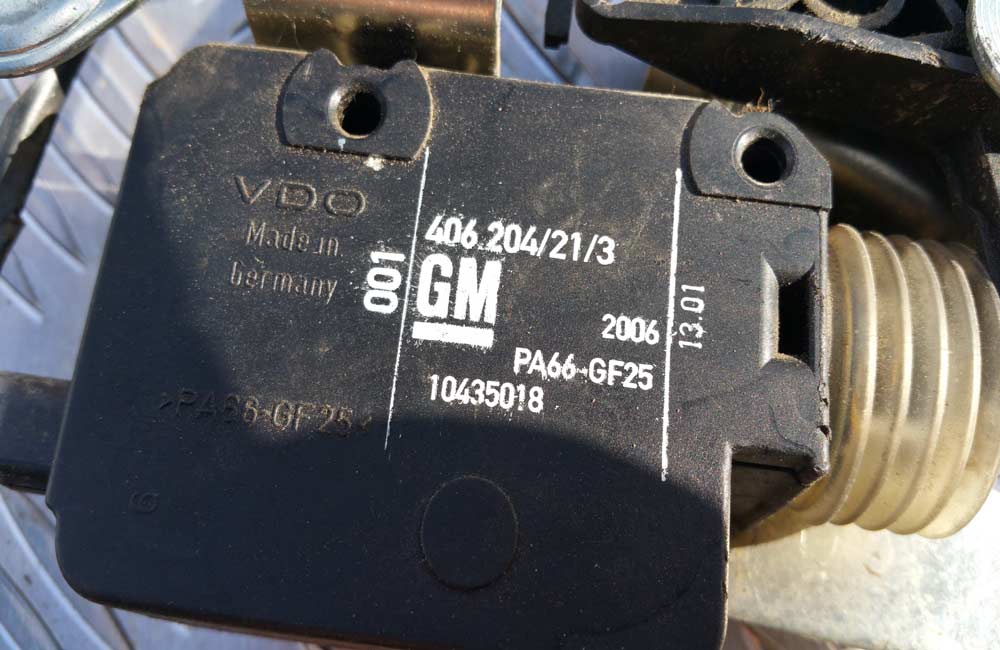 VDO
Made in
Germany
>PA66-GF25<
001
406.204/21/3
GM
2006
PA66-GF25
10435018
13.01